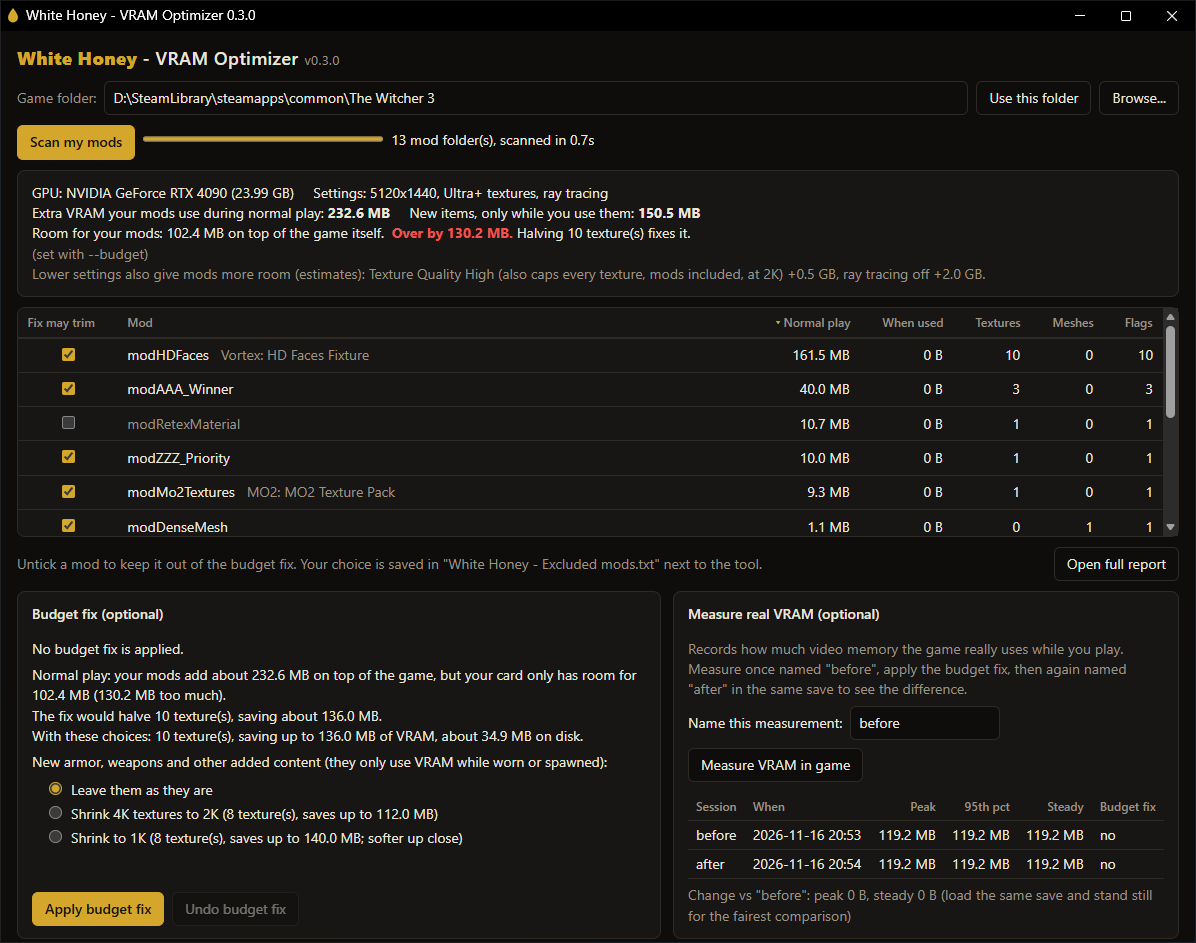 White Honey - VRAM Optimizer 0.3.0
White Honey - VRAM Optimizer v0.3.0
Game folder: D:\SteamLibrary\steamapps\common\The Witcher 3 Use this folder Browse...
Scan my mods 13 mod folder(s), scanned in 0.7s
GPU: NVIDIA GeForce RTX 4090 (23.99 GB) Settings: 5120x1440, Ultra+ textures, ray tracing
Extra VRAM your mods use during normal play: 232.6 MB New items, only while you use them: 150.5 MB
Room for your mods: 102.4 MB on top of the game itself. Over by 130.2 MB. Halving 10 texture(s) fixes it.
(set with --budget)
Lower settings also give mods more room (estimates): Texture Quality High (also caps every texture, mods included, at 2K) +0.5 GB, ray tracing off +2.0 GB.
Fix may trim Mod Normal play When used Textures Meshes Flags
modHDFaces Vortex: HD Faces Fixture 161.5 MB 0 B 10 0 10
modAAA_Winner 40.0 MB 0 B 3 0 3
modRetexMaterial 10.7 MB 0 B 1 0 1
modZZZ_Priority 10.0 MB 0 B 1 0 1
modMo2Textures MO2: MO2 Texture Pack 9.3 MB 0 B 1 0 1
modDenseMesh 1.1 MB 0 B 0 1 1
Untick a mod to keep it out of the budget fix. Your choice is saved in "White Honey - Excluded mods.txt" next to the tool. Open full report
Budget fix (optional)
No budget fix is applied.
Normal play: your mods add about 232.6 MB on top of the game, but your card only has room for
102.4 MB (130.2 MB too much).
The fix would halve 10 texture(s), saving about 136.0 MB.
With these choices: 10 texture(s), saving up to 136.0 MB of VRAM, about 34.9 MB on disk.
New armor, weapons and other added content (they only use VRAM while worn or spawned):
Leave them as they are
Shrink 4K textures to 2K (8 texture(s), saves up to 112.0 MB)
Shrink to 1K (8 texture(s), saves up to 140.0 MB; softer up close)
Apply budget fix Undo budget fix
Measure real VRAM (optional)
Records how much video memory the game really uses while you play.
Measure once named "before", apply the budget fix, then again named
"after" in the same save to see the difference.
Name this measurement: before
Measure VRAM in game
Session When Peak 95th pct Steady Budget fix
before 2026-11-16 20:53 119.2 MB 119.2 MB 119.2 MB no
after 2026-11-16 20:54 119.2 MB 119.2 MB 119.2 MB no
Change vs "before": peak 0 B, steady 0 B (load the same save and stand still
for the fairest comparison)